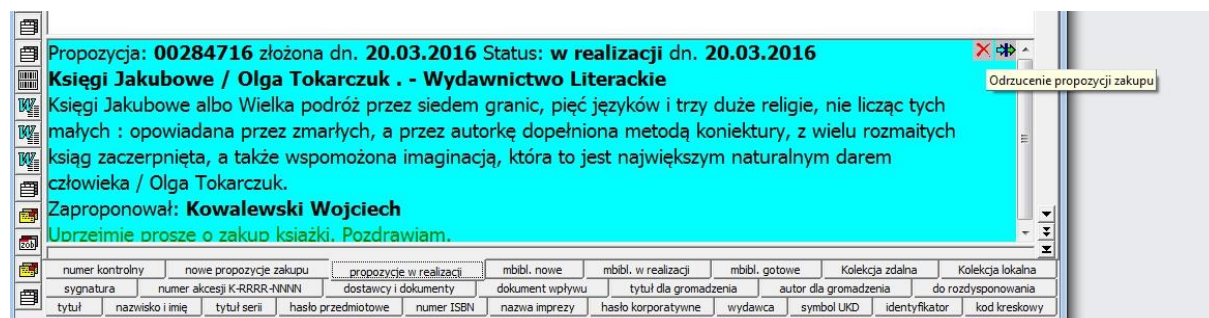 Propozycja: 00284716 złożona dn. 20.03.2016 Status: w realizacji dn. 20.03.2016
Odrzucenie propozycji zakupu
Księgi Jakubowe / Olga Tokarczuk . - Wydawnictwo Literackie
Księgi Jakubowe albo Wielka podróż przez siedem granic, pięć języków i trzy duże religie, nie licząc tych
małych : opowiadana przez zmarłych, a przez autorkę dopełniona metodą koniektury, z wielu rozmaitych
ksiąg zaczerpnięta, a także wspomożona imaginacją, która to jest największym naturalnym darem
człowieka / Olga Tokarczuk.
Zaproponował: Kowalewski Wojciech
Uprzejmie proszę o zakup książki. Pozdrawiam.
numer kontrolny nowe propozycje zakupu propozycje w realizacji mbibl. nowe mbibl. w realizacji mbibl. gotowe Kolekcja zdalna Kolekcja lokalna
sygnatura numer akcesji K-RRRR-NNNN dostawcy i dokumenty dokument wpływu tytuł dla gromadzenia autor dla gromadzenia do rozdysponowania
tytuł nazwisko i imię tytuł serii hasło przedmiotowe numer ISBN nazwa imprezy hasło korporatywne wydawca symbol UKD identyfikator kod kreskowy